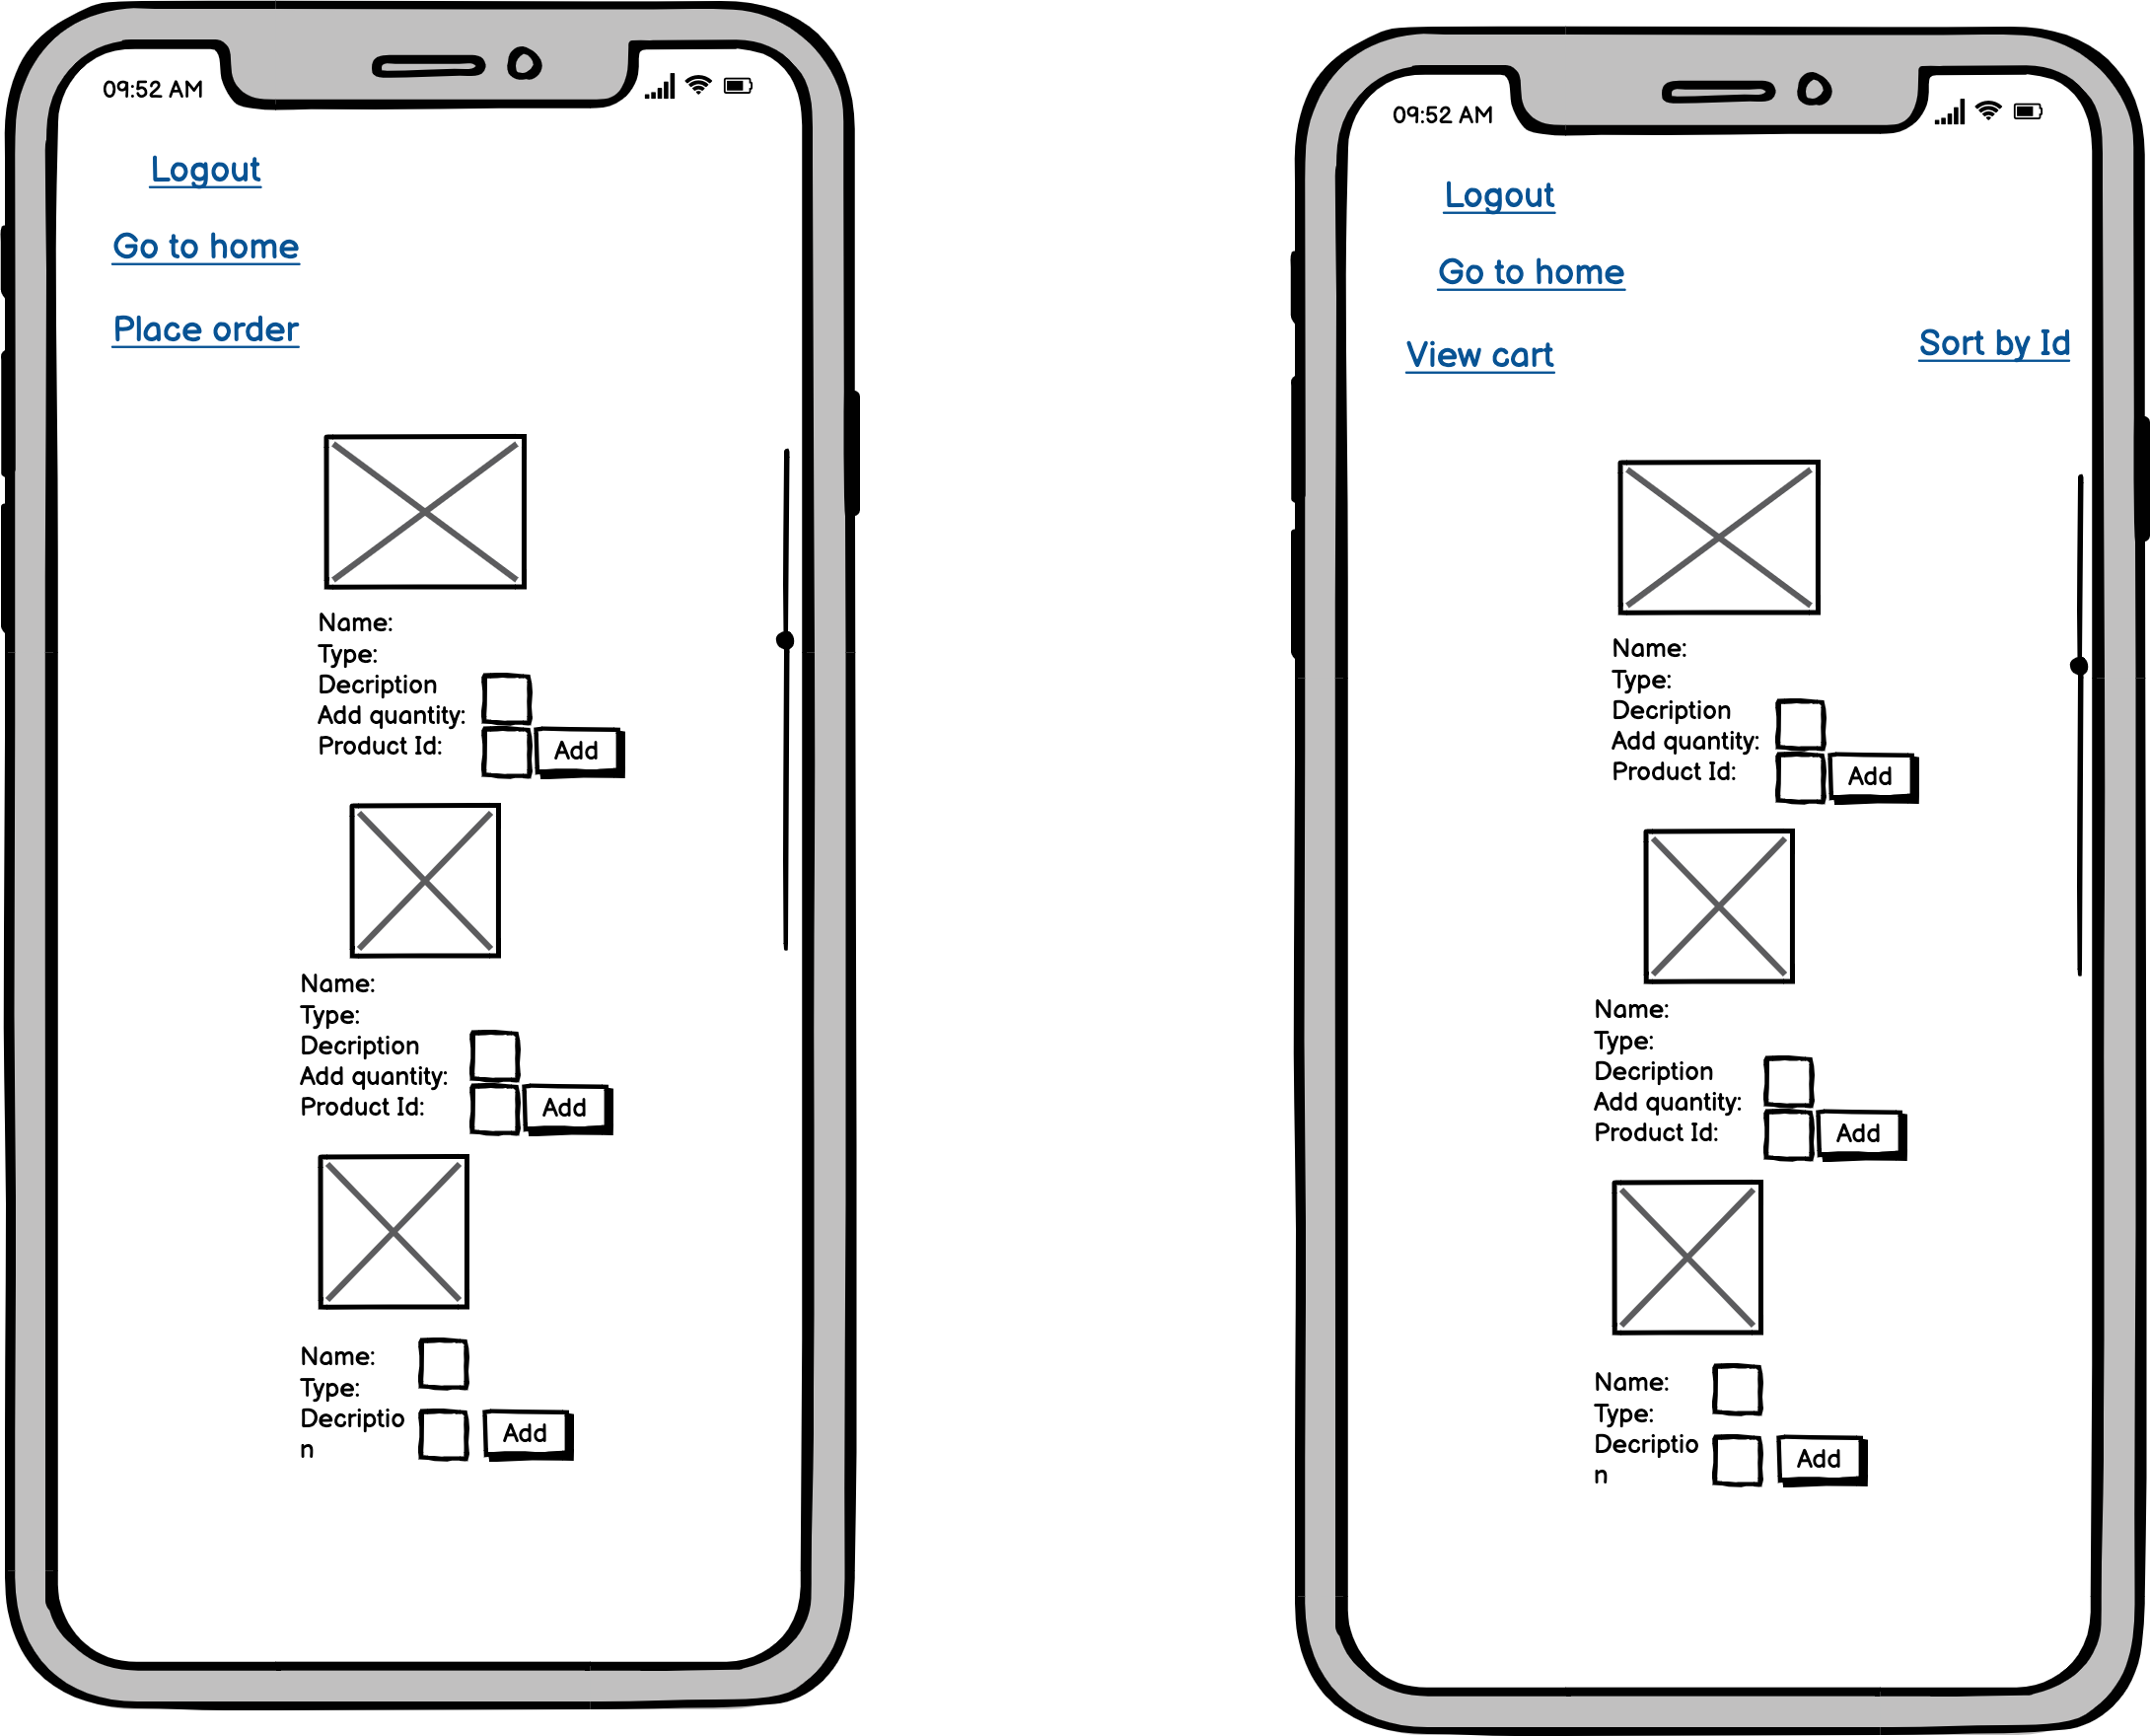 09:52 AM
Logout
Go to home
Place order
Name:
Type:
Decription
Add quantity:
Product Id:
Add
Name:
Type:
Decription
Add quantity:
Product Id:
Add
Name:
Type:
Decriptio
n
Add
09:52 AM
Logout
Go to home
View cart
Sort by Id
Name:
Type:
Decription
Add quantity:
Product Id:
Add
Name:
Type:
Decription
Add quantity:
Product Id:
Add
Name:
Type:
Decriptio
n
Add